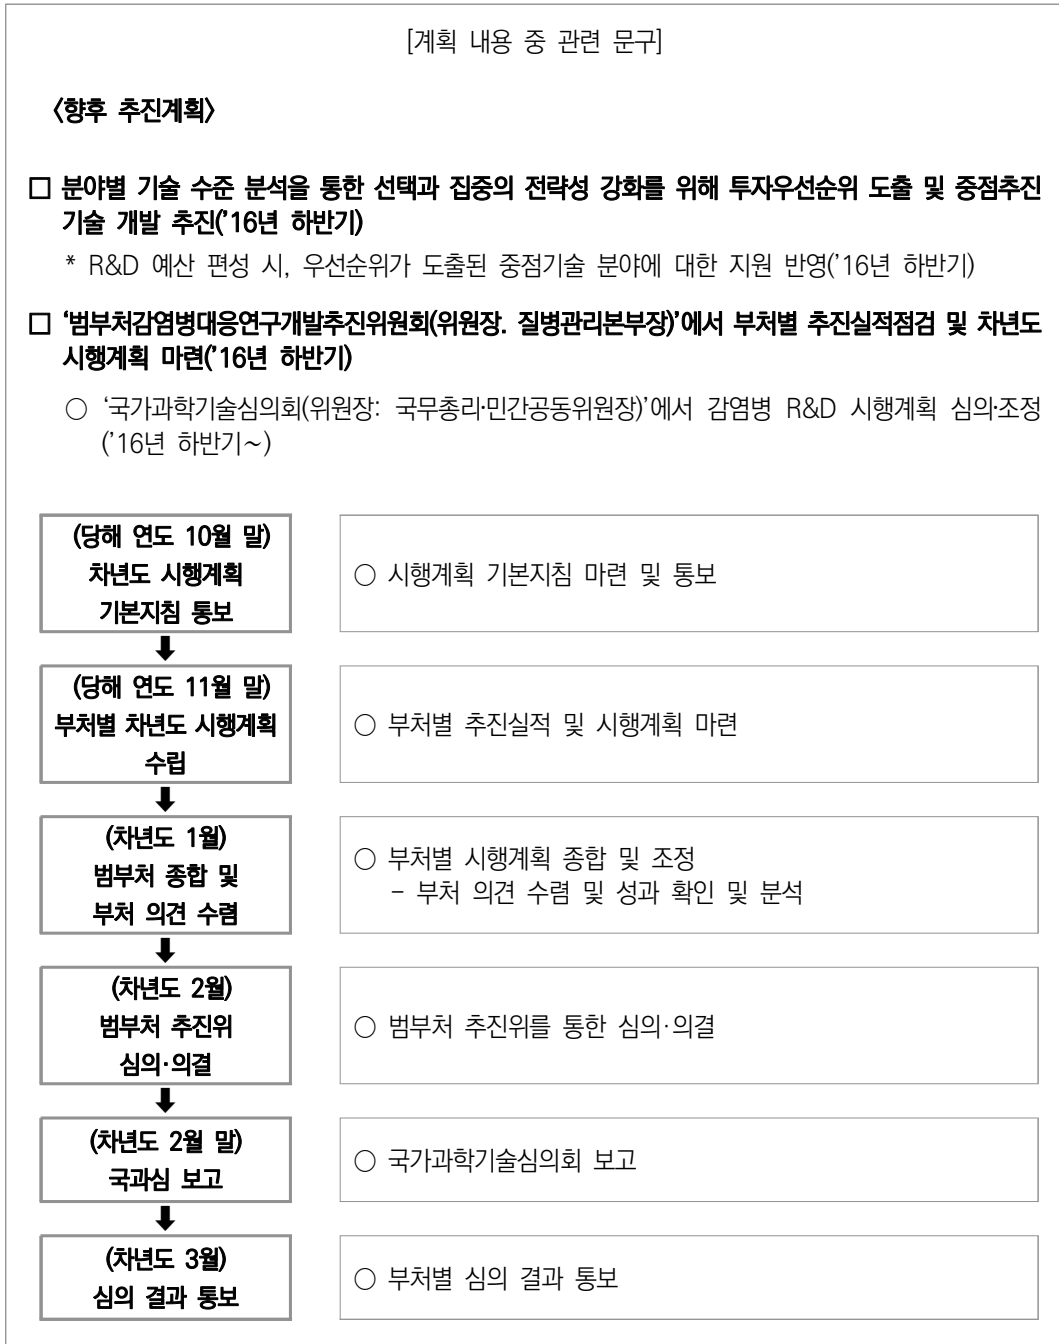 [계획 내용 중 관련 문구]
<향후 추진계획>
□ 분야별 기술 수준 분석을 통한 선택과 집중의 전략성 강화를 위해 투자우선순위 도출 및 중점추진
기술 개발 추진('16년 하반기)
* R&D 예산 편성 시, 우선순위가 도출된 중점기술 분야에 대한 지원 반영('16년 하반기)
□ '범부처감염병대응연구개발추진위원회(위원장. 질병관리본부장)'에서 부처별 추진실적점검 및 차년도
시행계획 마련('16년 하반기)
○ '국가과학기술심의회(위원장: 국무총리·민간공동위원장)'에서 감염병 R&D 시행계획 심의·조정
('16년 하반기~)
(당해 연도 10월 말)
차년도 시행계획
기본지침 통보
○ 시행계획 기본지침 마련 및 통보
(당해 연도 11월 말)
부처별 차년도 시행계획
수립
○ 부처별 추진실적 및 시행계획 마련
(차년도 1월)
범부처 종합 및
부처 의견 수렴
○ 부처별 시행계획 종합 및 조정
- 부처 의견 수렴 및 성과 확인 및 분석
(차년도 2월)
범부처 추진위
심의·의결
○ 범부처 추진위를 통한 심의·의결
(차년도 2월 말)
국과심 보고
○ 국가과학기술심의회 보고
(차년도 3월)
심의 결과 통보
○ 부처별 심의 결과 통보